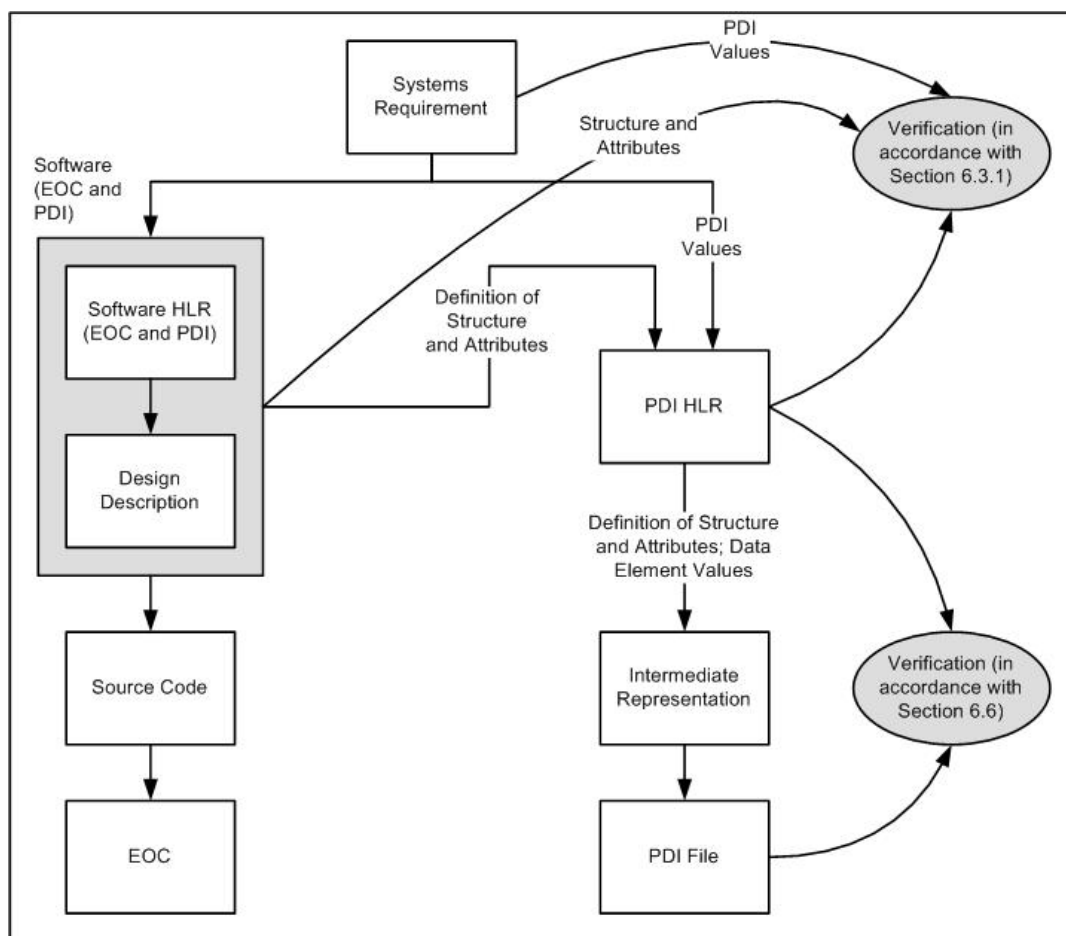 PDI
Values
Systems
Requirement
Structure and
Attributes
Verification (in
accordance with
Section 6.3.1)
Software
(EOC and
PDI)
PDI
Values
Software HLR
(EOC and PDI)
Definition of
Structure
and Attributes
PDI HLR
Design
Description
Definition of Structure
and Attributes; Data
Element Values
Source Code
Intermediate
Representation
Verification (in
accordance with
Section 6.6)
EOC
PDI File